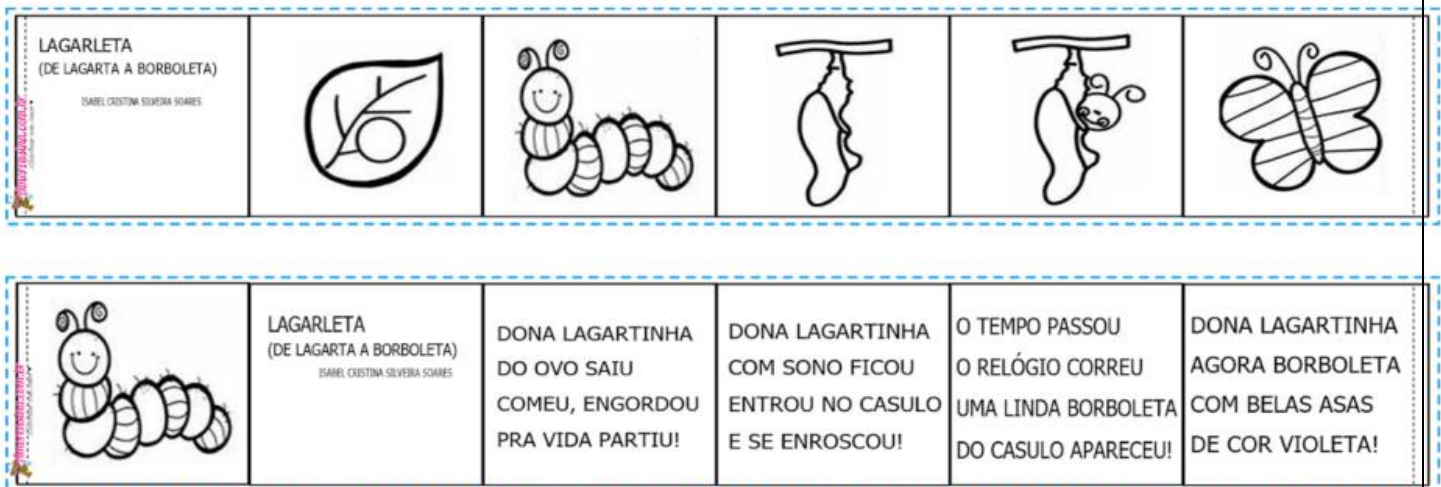 LAGARLETA
(DE LAGARTA A BORBOLETA)
ISABEL CRISTINA SILVEIRA SOARES
LAGARLETA
(DE LAGARTA A BORBOLETA)
ISABEL CRISTINA SILVEIRA SOARES
DONA LAGARTINHA
DO OVO SAIU
COMEU, ENGORDOU
PRA VIDA PARTIU!
DONA LAGARTINHA
COM SONO FICOU
ENTROU NO CASULO
E SE ENROSCOU!
O TEMPO PASSOU
O RELÓGIO CORREU
UMA LINDA BORBOLETA
DO CASULO APARECEU!
DONA LAGARTINHA
AGORA BORBOLETA
COM BELAS ASAS
DE COR VIOLETA!